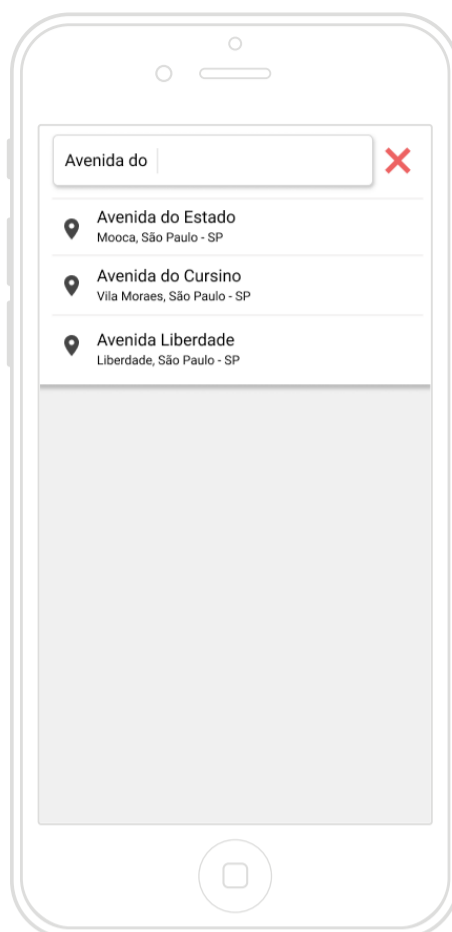 Avenida do
Avenida do Estado
Mooca, São Paulo - SP
Avenida do Cursino
Vila Moraes, São Paulo - SP
Avenida Liberdade
Liberdade, São Paulo - SP